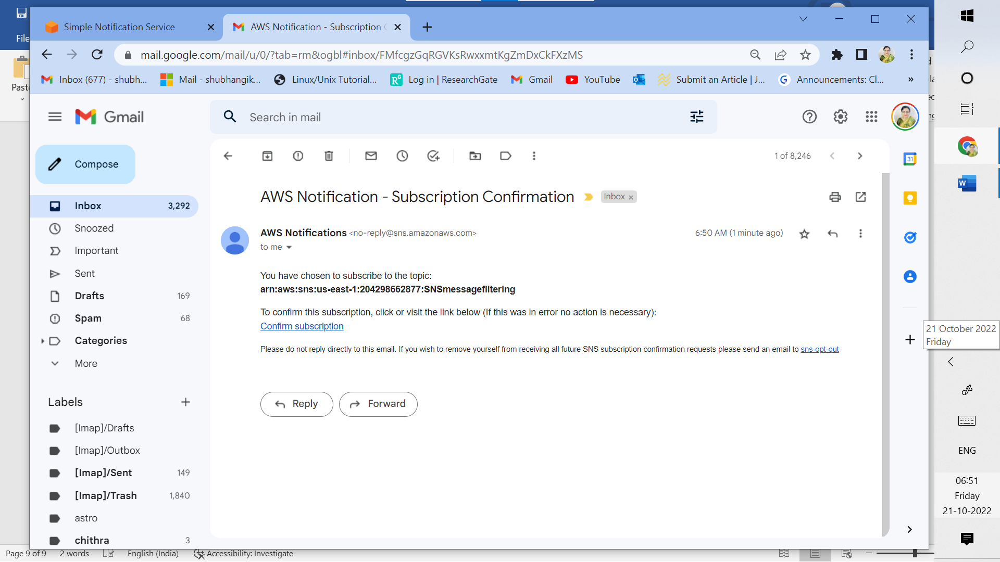 File
Paste
Simple Notification Service
AWS Notification - Subscription C
mail.google.com/mail/u/0/?tab=rm&ogbl#inbox/FMfcgzGqRGVKsRwxxmtKgZmDxCkFXzMS
Inbox (677) - shubh...
Mail - shubhangik...
Linux/Unix Tutorial...
Log in | ResearchGate
Gmail
YouTube
Submit an Article | J...
Announcements: Cl...
»
Gmail
Search in mail
Compose
1 of 8,246
Inbox 3,292
Snoozed
Important
Sent
Drafts 169
Spam 68
Categories
More
Labels
[Imap]/Drafts
[Imap]/Outbox
[Imap]/Sent 149
[Imap]/Trash 1,840
astro
chithra 3
AWS Notification - Subscription Confirmation
Inbox x
AWS Notifications <no-reply@sns.amazonaws.com>
6:50 AM (1 minute ago)
to me
You have chosen to subscribe to the topic:
arn:aws:sns:us-east-1:204298662877:SNSmessagefiltering
To confirm this subscription, click or visit the link below (If this was in error no action is necessary):
Confirm subscription
Please do not reply directly to this email. If you wish to remove yourself from receiving all future SNS subscription confirmation requests please send an email to sns-opt-out
Reply
Forward
31
21 October 2022
Friday
ENG
06:51
Friday
21-10-2022
Page 9 of 9
2 words
English (India)
Accessibility: Investigate